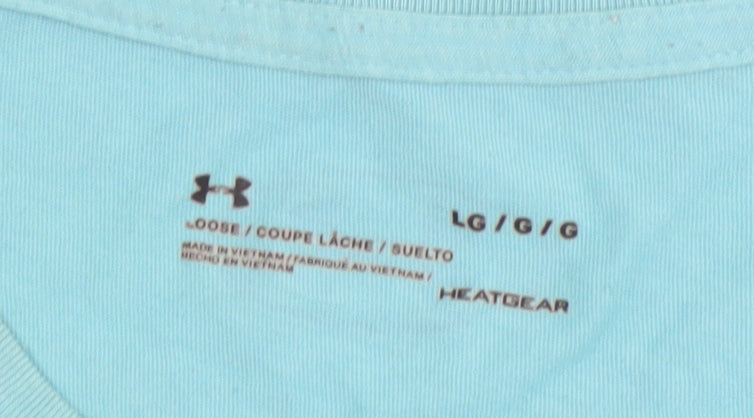 LOOSE / COUPE LÂCHE / SUELTO
LG / G / G
MADE IN VIETNAM / FABRIQUÉ AU VIETNAM /
HECHO EN VIETNAM
HEATGEAR